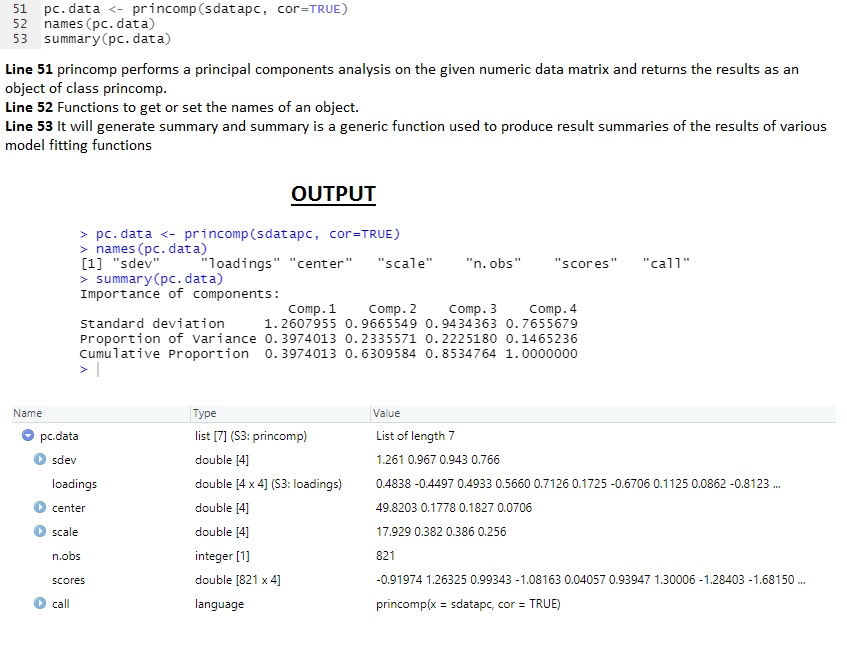 51 pc.data <- princomp(sdatapc, cor=TRUE)
52 names(pc.data)
53 summary(pc.data)
Line 51 princomp performs a principal components analysis on the given numeric data matrix and returns the results as an
object of class princomp.
Line 52 Functions to get or set the names of an object.
Line 53 It will generate summary and summary is a generic function used to produce result summaries of the results of various
model fitting functions
OUTPUT
> pc.data <- princomp(sdatapc, cor=TRUE)
> names(pc.data)
[1] "sdev" "loadings" "center" "scale" "n.obs" "scores" "call"
> summary(pc.data)
Importance of components:
Comp.1 Comp.2 Comp.3 Comp.4
Standard deviation 1.2607955 0.9665549 0.9434363 0.7655679
Proportion of Variance 0.3974013 0.2335571 0.2225180 0.1465236
Cumulative Proportion 0.3974013 0.6309584 0.8534764 1.0000000
>
Name Type Value
pc.data list [7] (S3: princomp) List of length 7
sdev double [4] 1.261 0.967 0.943 0.766
loadings double [4 x 4] (S3: loadings) 0.4838 -0.4497 0.4933 0.5660 0.7126 0.1725 -0.6706 0.1125 0.0862 -0.8123 ...
center double [4] 49.8203 0.1778 0.1827 0.0706
scale double [4] 17.929 0.382 0.386 0.256
n.obs integer [1] 821
scores double [821 x 4] -0.91974 1.26325 0.99343 -1.08163 0.04057 0.93947 1.30006 -1.28403 -1.68150 ...
call language princomp(x = sdatapc, cor = TRUE)